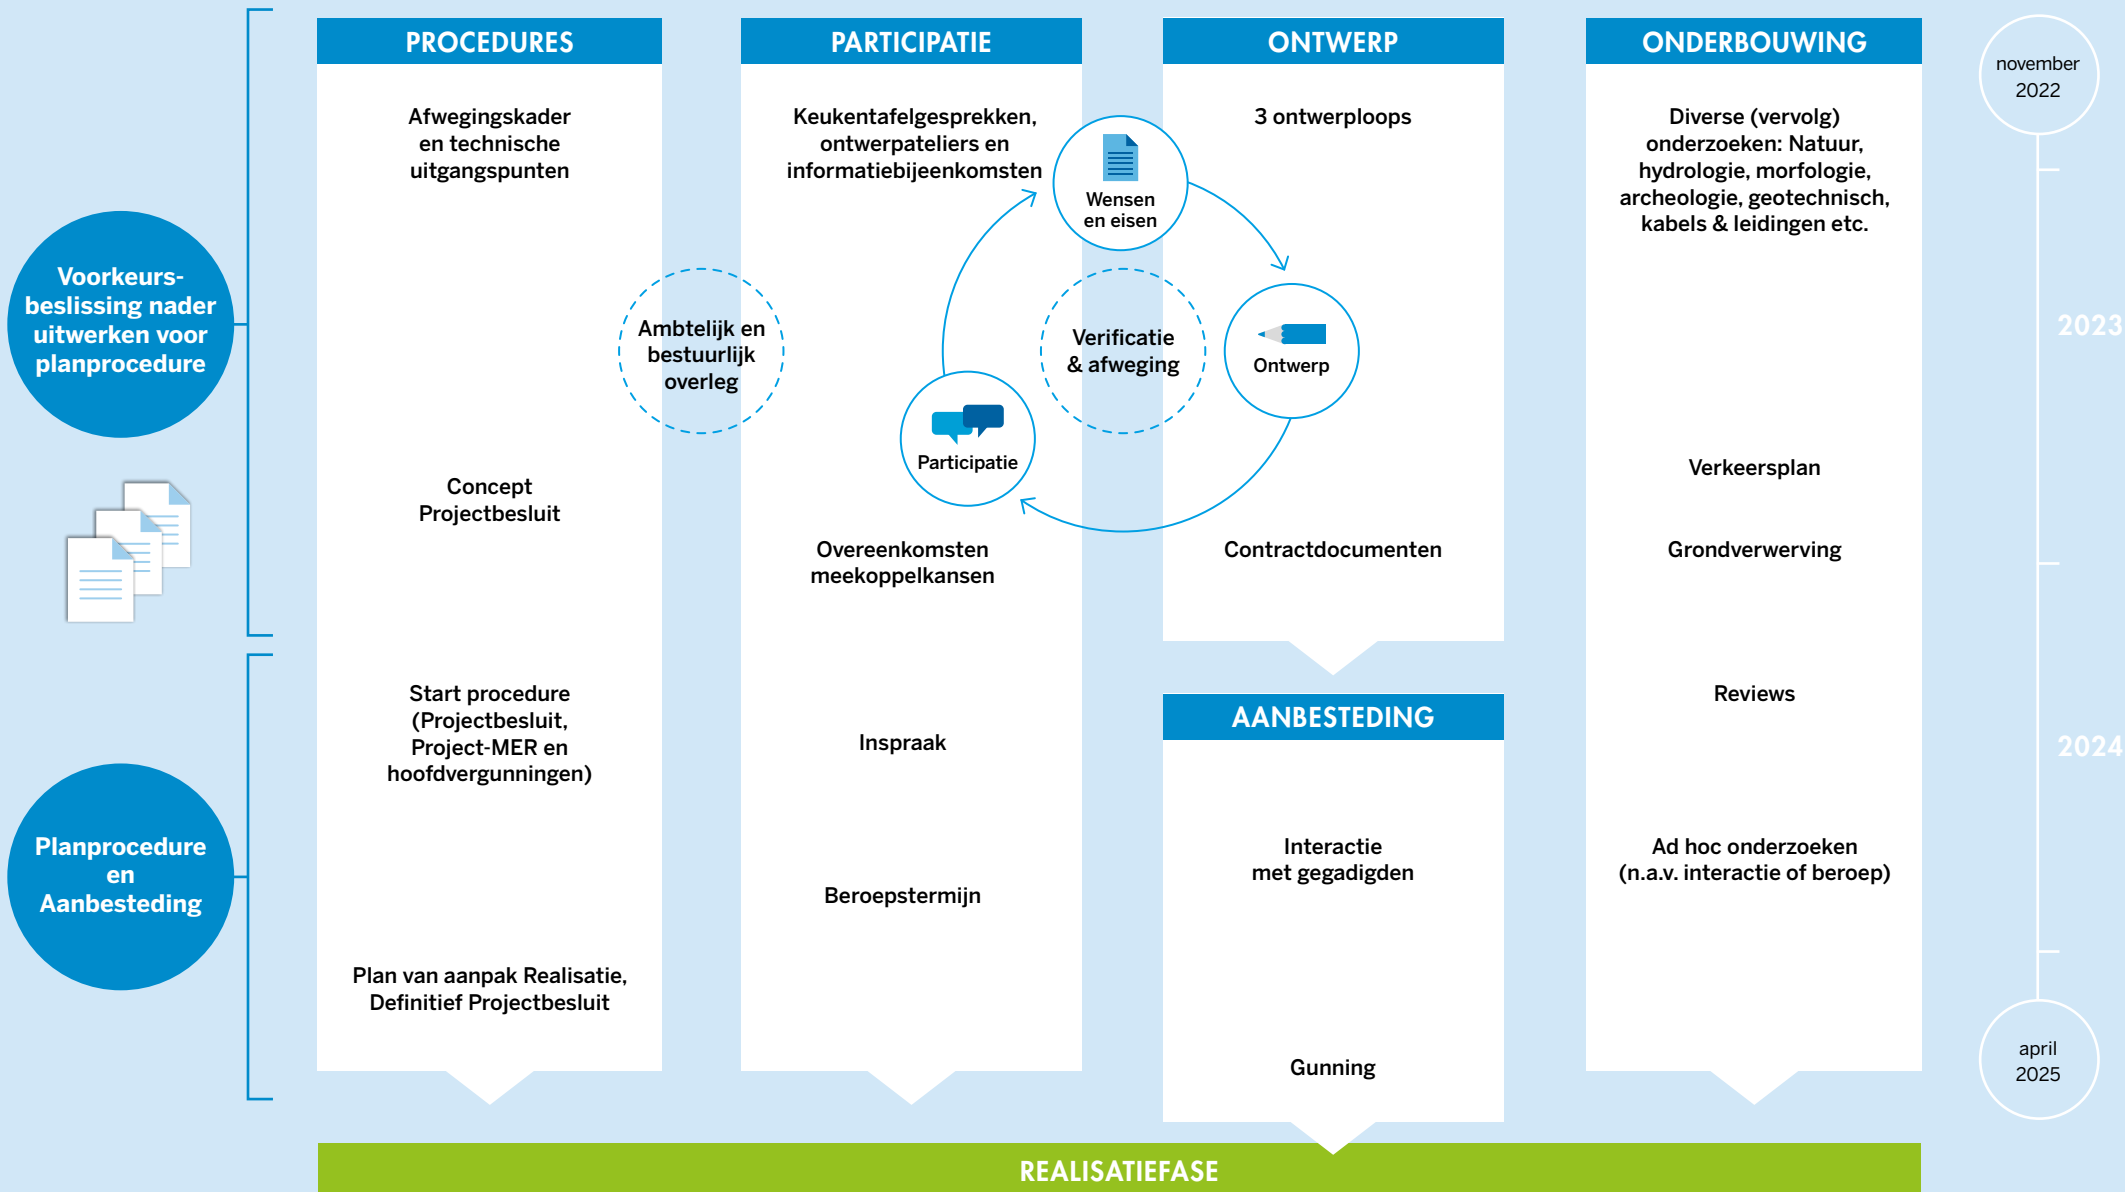 PROCEDURES
Afwegingskader
en technische
uitgangspunten
Concept
Projectbesluit
Start procedure
(Projectbesluit,
Project-MER en
hoofdvergunningen)
Plan van aanpak Realisatie,
Definitief Projectbesluit
Ambtelijk en
bestuurlijk
overleg
PARTICIPATIE
Keukentafelgesprekken,
ontwerpateliers en
informatiebijeenkomsten
Overeenkomsten
meekoppelkansen
Inspraak
Beroepstermijn
Wensen
en eisen
Ontwerp
Participatie
Verificatie
& afweging
ONTWERP
3 ontwerploops
Contractdocumenten
AANBESTEDING
Interactie
met gegadigden
Gunning
ONDERBOUWING
Diverse (vervolg)
onderzoeken: Natuur,
hydrologie, morfologie,
archeologie, geotechnisch,
kabels & leidingen etc.
Verkeersplan
Grondverwerving
Reviews
Ad hoc onderzoeken
(n.a.v. interactie of beroep)
Voorkeurs-
beslissing nader
uitwerken voor
planprocedure
Planprocedure
en
Aanbesteding
november
2022
2023
2024
april
2025
REALISATIEFASE